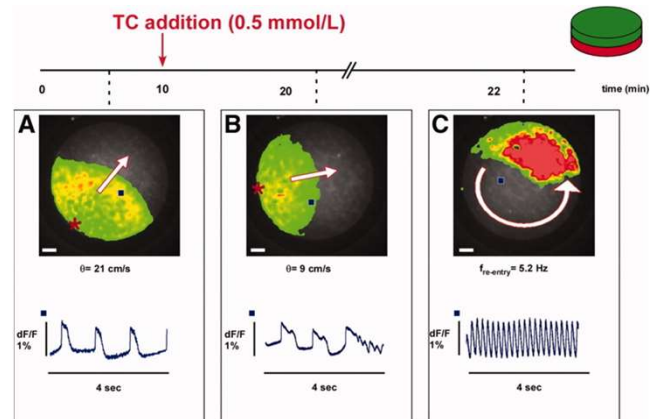 TC addition (0.5 mmol/L)
0 10 20 22 time (min)
A B C
*
*
θ= 21 cm/s
θ= 9 cm/s
f re-entry= 5.2 Hz
dF/F
1%
4 sec
dF/F
1%
4 sec
dF/F
1%
4 sec